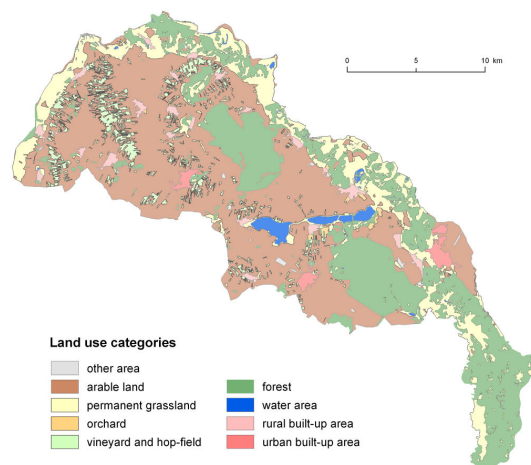 0 5 10 km
Land use categories
other area
arable land
permanent grassland
orchard
vineyard and hop-field
forest
water area
rural built-up area
urban built-up area